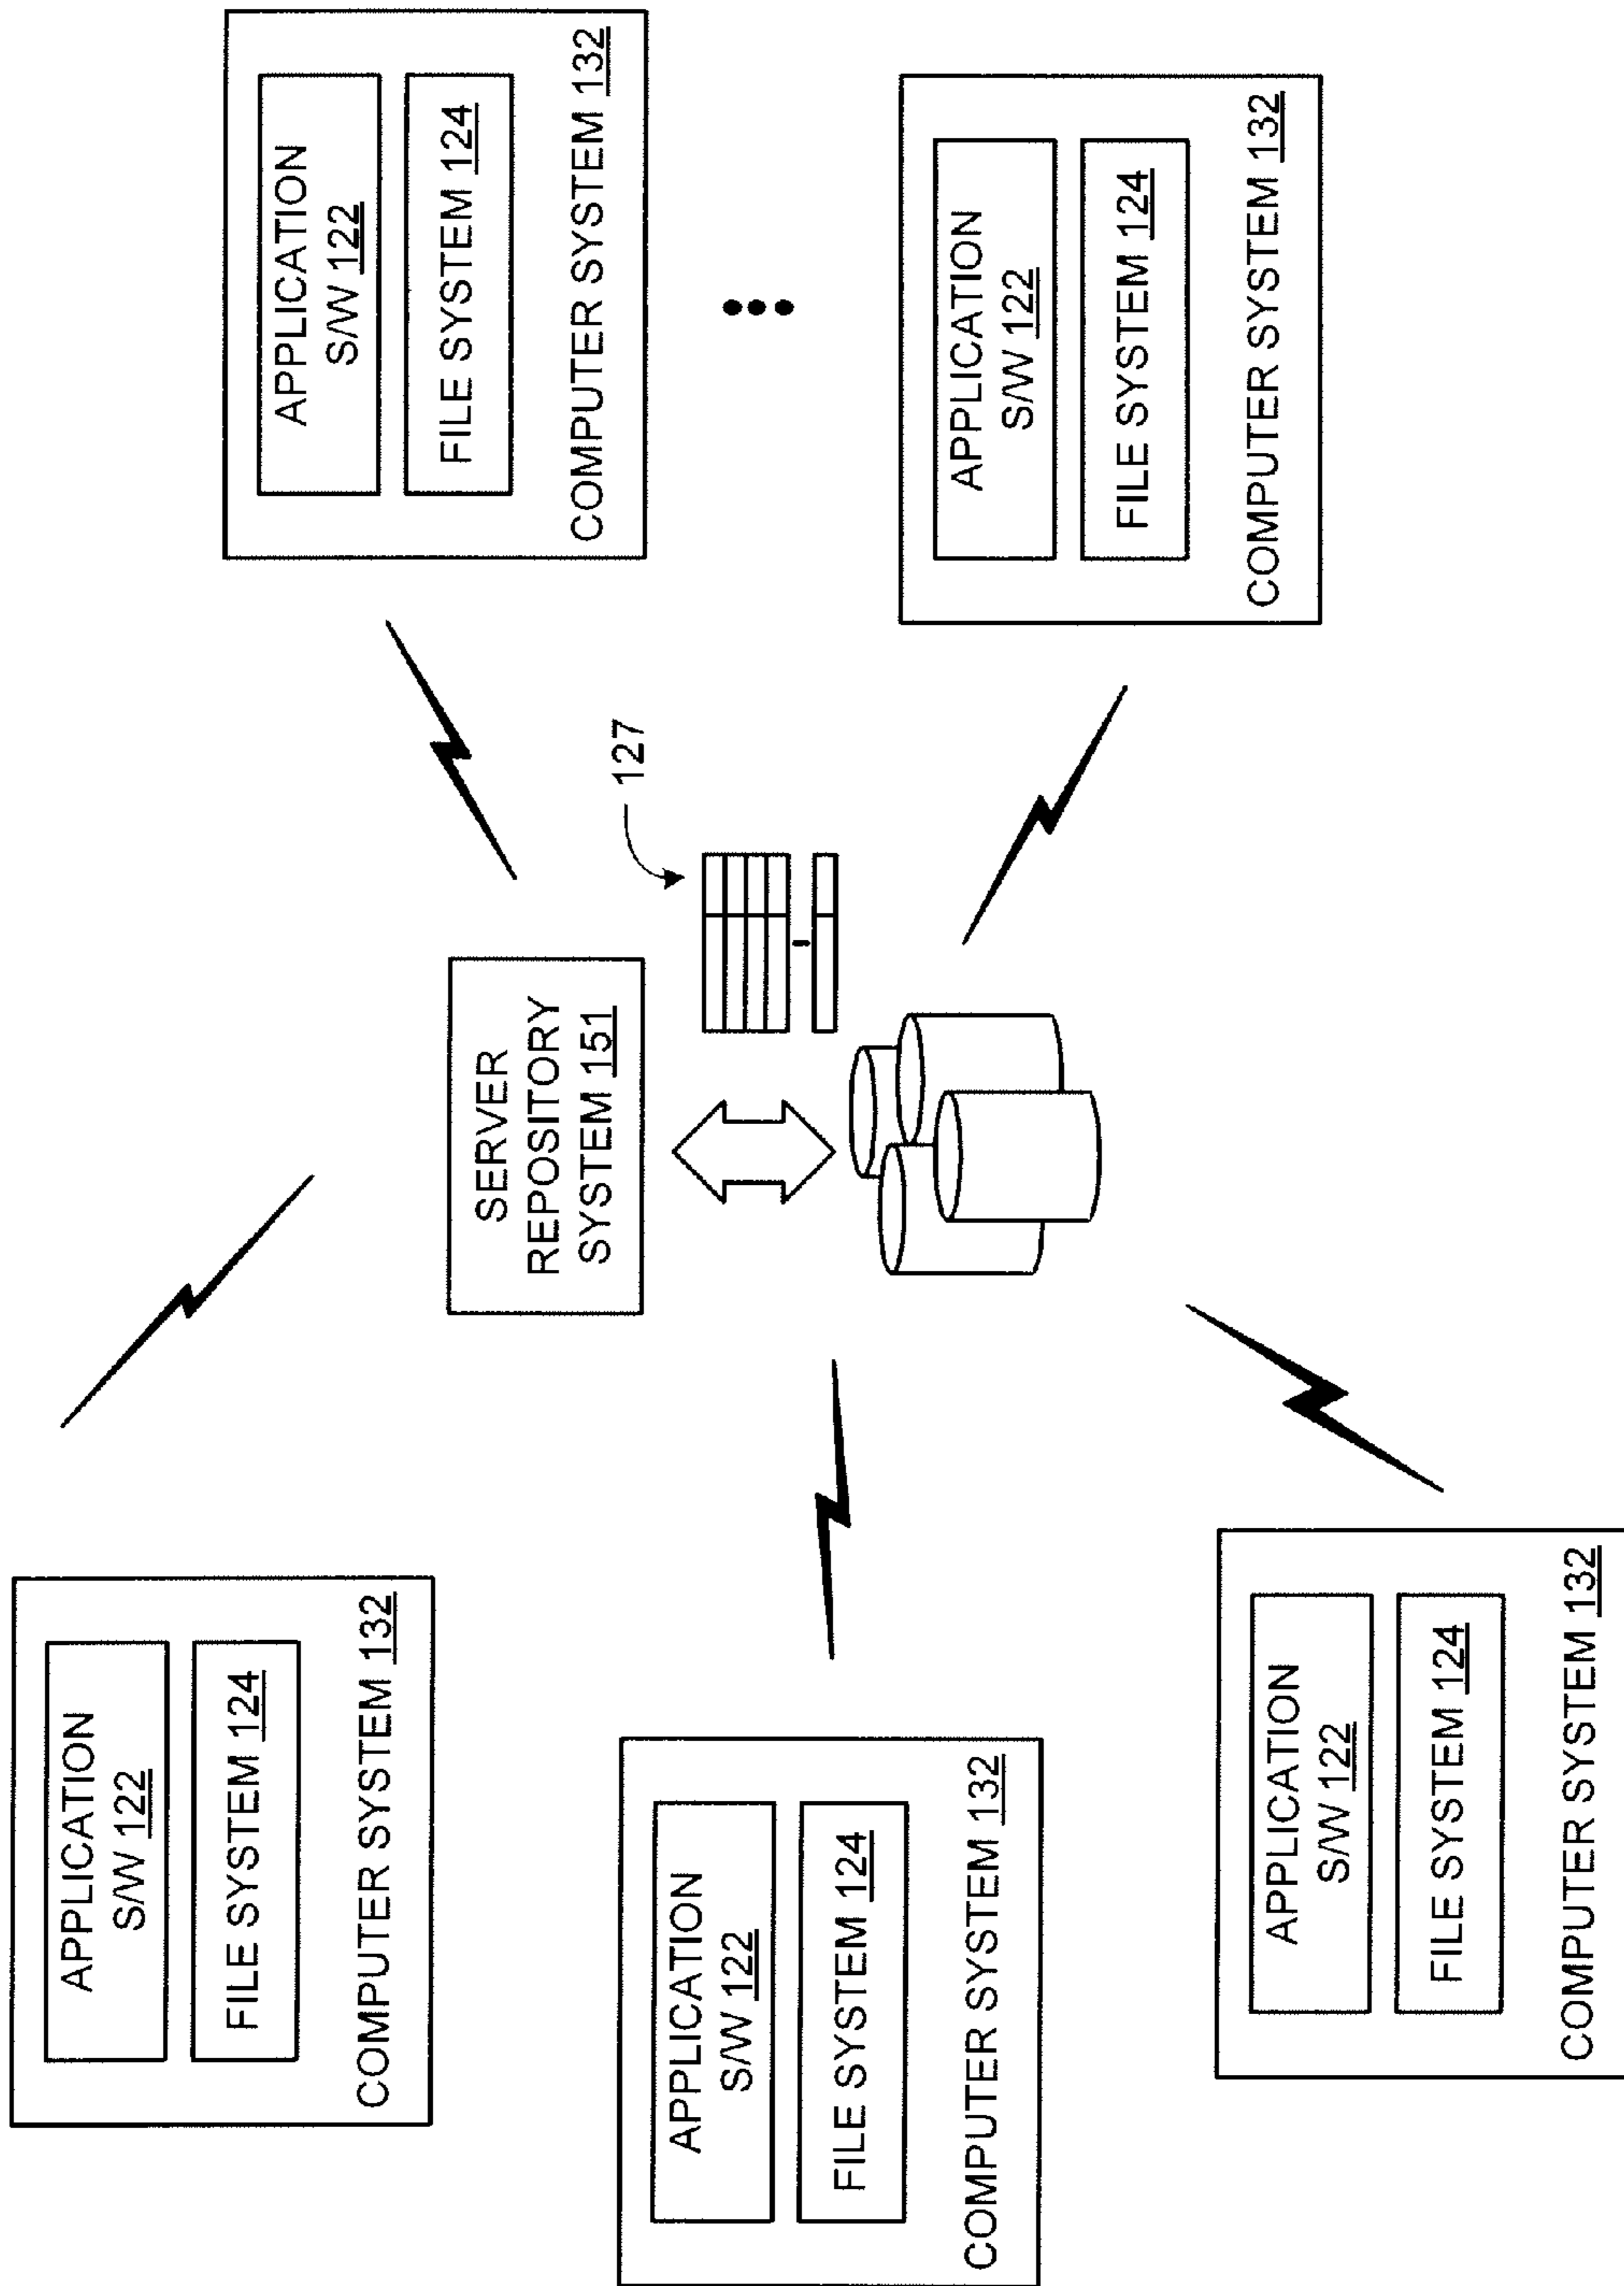 APPLICATION
S/W 122
FILE SYSTEM 124
COMPUTER SYSTEM 132
APPLICATION
S/W 122
FILE SYSTEM 124
COMPUTER SYSTEM 132
APPLICATION
S/W 122
FILE SYSTEM 124
COMPUTER SYSTEM 132
SERVER
REPOSITORY
SYSTEM 151
127
APPLICATION
S/W 122
FILE SYSTEM 124
COMPUTER SYSTEM 132
APPLICATION
S/W 122
FILE SYSTEM 124
COMPUTER SYSTEM 132